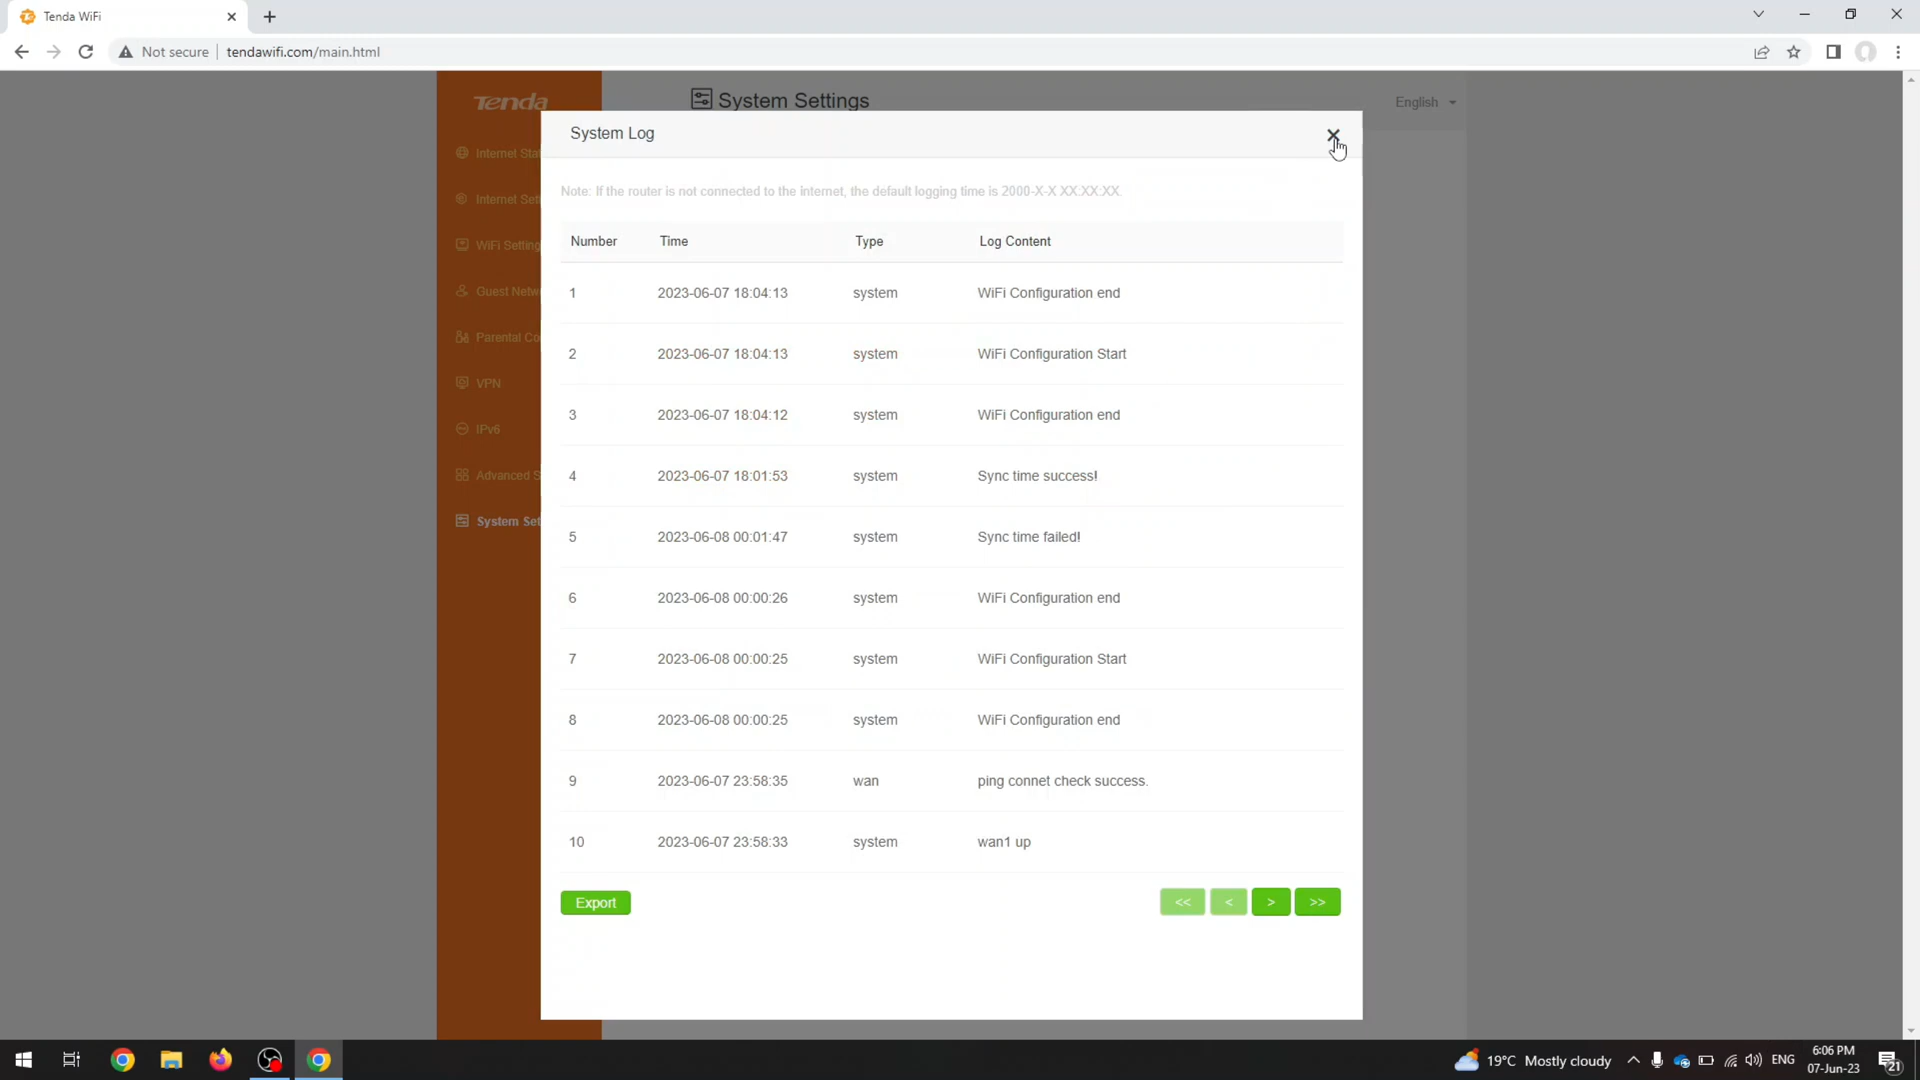 Tenda WiFi
Not secure
tendawifi.com/main.html
Tenda
System Settings
English
System Log
Internet Stat
Note: If the router is not connected to the internet, the default logging time is 2000-X-X XX:XX:XX.
Internet Sett
Number Time Type Log Content
WiFi Setting
Guest Netw
1 2023-06-07 18:04:13 system WiFi Configuration end
Parental Co
2 2023-06-07 18:04:13 system WiFi Configuration Start
VPN
3 2023-06-07 18:04:12 system WiFi Configuration end
IPv6
Advanced S
4 2023-06-07 18:01:53 system Sync time success!
System Set
5 2023-06-08 00:01:47 system Sync time failed!
6 2023-06-08 00:00:26 system WiFi Configuration end
7 2023-06-08 00:00:25 system WiFi Configuration Start
8 2023-06-08 00:00:25 system WiFi Configuration end
9 2023-06-07 23:58:35 wan ping connet check success.
10 2023-06-07 23:58:33 system wan1 up
Export << < > >>
19°C Mostly cloudy
ENG
6:06 PM
07-Jun-23
21